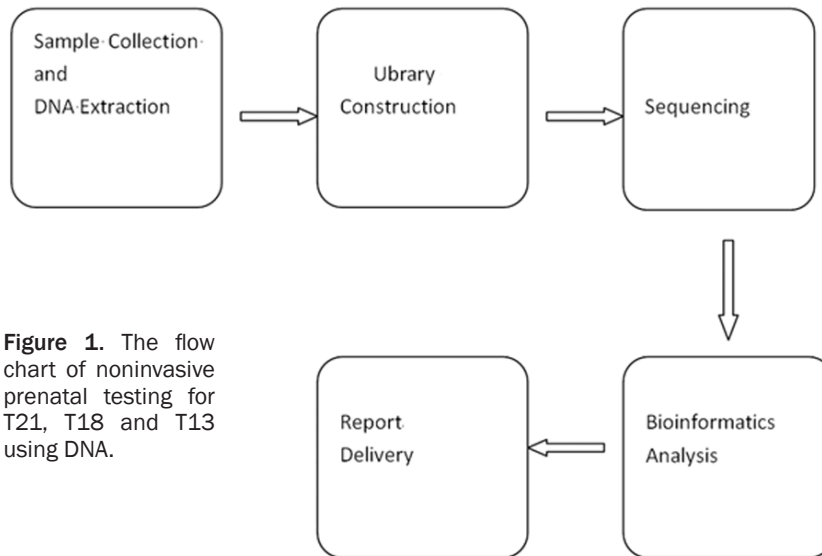 Sample Collection
and
DNA Extraction
Ubrary
Construction
Sequencing
Bioinformatics
Analysis
Report
Delivery
Figure 1. The flow
chart of noninvasive
prenatal testing for
T21, T18 and T13
using DNA.